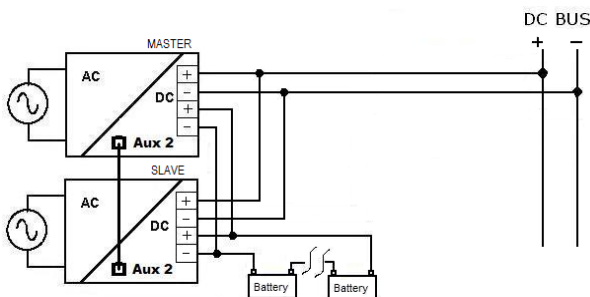 DC BUS
+ −
MASTER
AC
DC
+
−
+
−
Aux 2
SLAVE
AC
DC
+
−
+
−
Aux 2
Battery
Battery